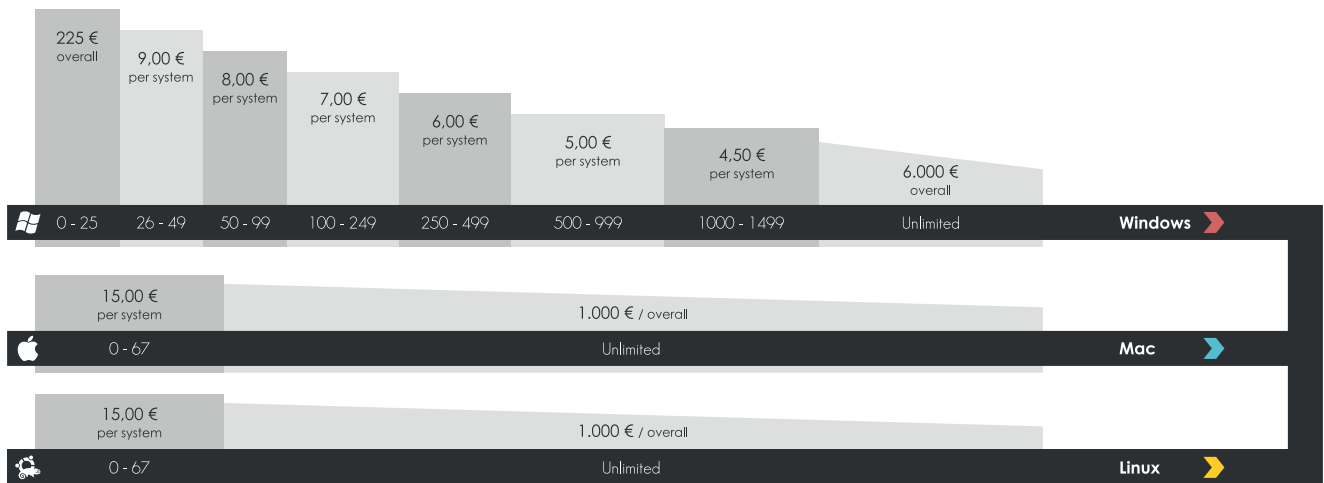 225 €
overall
9,00 €
per system
8,00 €
per system
7,00 €
per system
6,00 €
per system
5,00 €
per system
4,50 €
per system
6.000 €
overall
0 - 25 26 - 49 50 - 99 100 - 249 250 - 499 500 - 999 1000 - 1499 Unlimited Windows
15,00 €
per system
1.000 € / overall
0 - 67 Unlimited Mac
15,00 €
per system
1.000 € / overall
0 - 67 Unlimited Linux